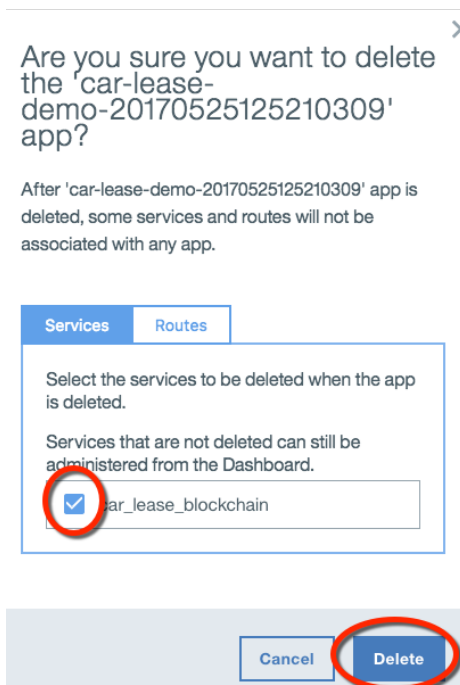 Are you sure you want to delete
the 'car-lease-
demo-20170525125210309'
app?
After 'car-lease-demo-20170525125210309' app is
deleted, some services and routes will not be
associated with any app.
Services Routes
Select the services to be deleted when the app
is deleted.
Services that are not deleted can still be
administered from the Dashboard.
car_lease_blockchain
Cancel Delete